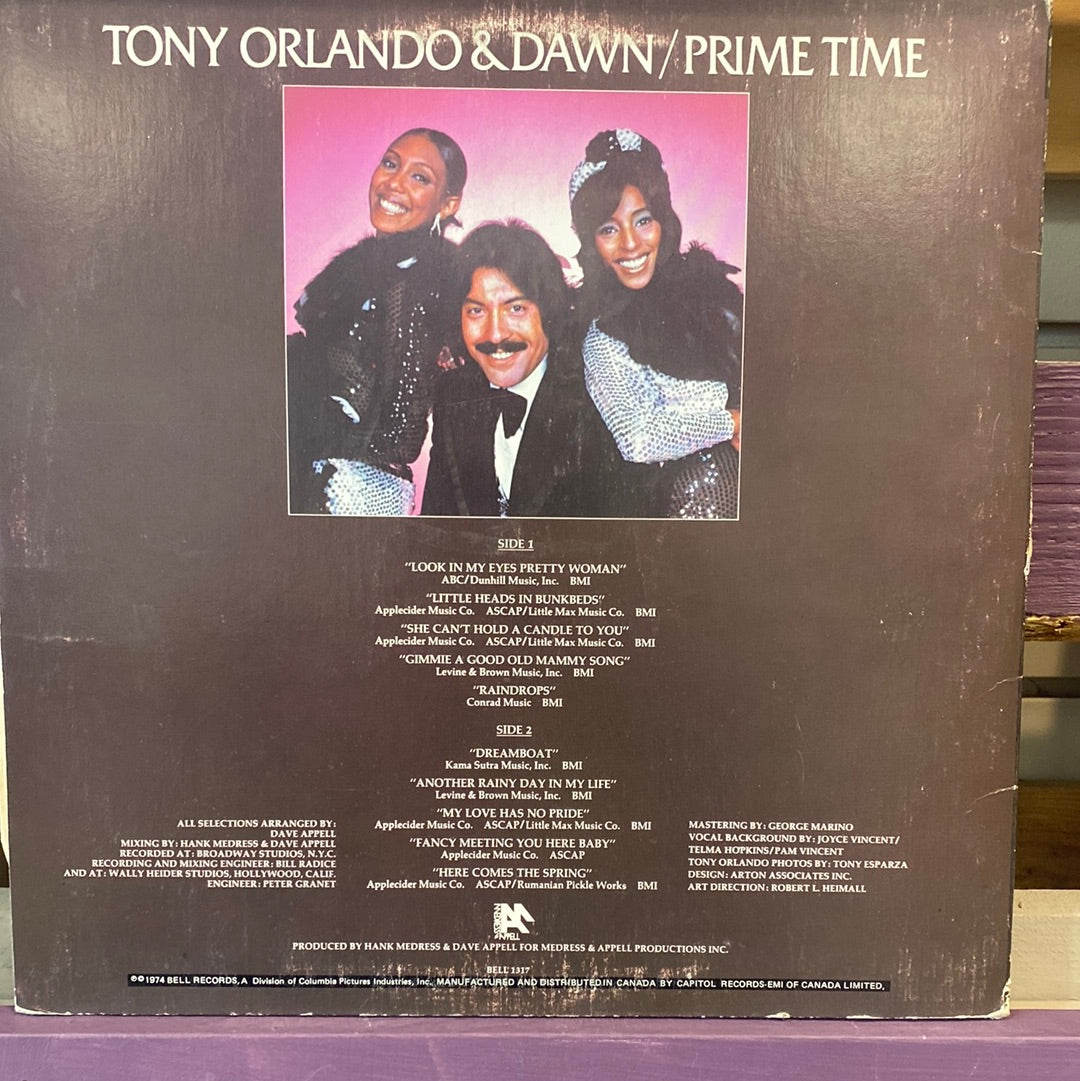 TONY ORLANDO & DAWN/PRIME TIME
SIDE 1
"LOOK IN MY EYES PRETTY WOMAN"
ABC/Dunhill Music, Inc. BMI
"LITTLE HEADS IN BUNKBEDS"
Applecider Music Co. ASCAP/Little Max Music Co. BMI
"SHE CAN'T HOLD A CANDLE TO YOU"
Applecider Music Co. ASCAP/Little Max Music Co. BMI
"GIMMIE A GOOD OLD MAMMY SONG"
Levine & Brown Music, Inc. BMI
"RAINDROPS"
Conrad Music BMI
SIDE 2
"DREAMBOAT"
Kama Sutra Music, Inc. BMI
"ANOTHER RAINY DAY IN MY LIFE"
Levine & Brown Music, Inc. BMI
"MY LOVE HAS NO PRIDE"
Applecider Music Co. ASCAP/Little Max Music Co. BMI
"FANCY MEETING YOU HERE BABY"
Applecider Music Co. ASCAP
"HERE COMES THE SPRING"
Applecider Music Co. ASCAP/Rumanian Pickle Works BMI
ALL SELECTIONS ARRANGED BY:
DAVE APPELL
MIXING BY: HANK MEDRESS & DAVE APPELL
RECORDED AT: BROADWAY STUDIOS, N.Y.C.
RECORDING AND MIXING ENGINEER: BILL RADICE
AND AT: WALLY HEIDER STUDIOS, HOLLYWOOD, CALIF.
ENGINEER: PETER GRANET
MASTERING BY: GEORGE MARINO
VOCAL BACKGROUND BY: JOYCE VINCENT/
TELMA HOPKINS/PAM VINCENT
TONY ORLANDO PHOTOS BY: TONY ESPARZA
DESIGN: ARTON ASSOCIATES INC.
ART DIRECTION: ROBERT L. HEIMALL
PRODUCED BY HANK MEDRESS & DAVE APPELL FOR MEDRESS & APPELL PRODUCTIONS INC.
BELL 1317
℗©1974 BELL RECORDS, A Division of Columbia Pictures Industries, Inc. MANUFACTURED AND DISTRIBUTED IN CANADA BY CAPITOL RECORDS-EMI OF CANADA LIMITED,